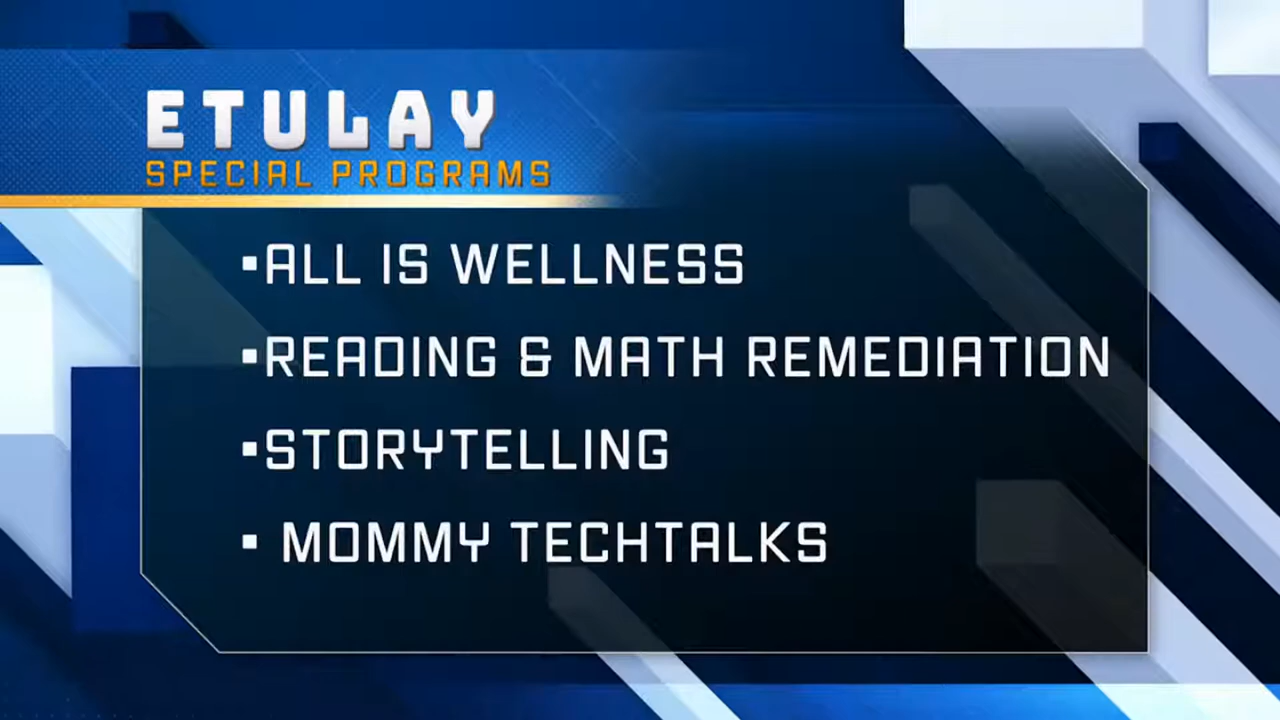 ETULAY
SPECIAL PROGRAMS
▪ALL IS WELLNESS
▪READING & MATH REMEDIATION
▪STORYTELLING
▪ MOMMY TECHTALKS